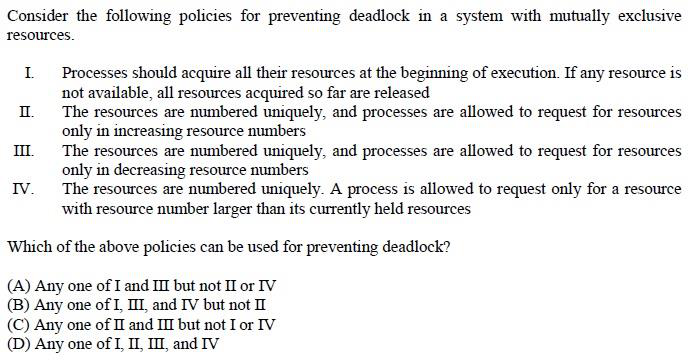 Consider the following policies for preventing deadlock in a system with mutually exclusive
resources.
I. Processes should acquire all their resources at the beginning of execution. If any resource is
not available, all resources acquired so far are released
II. The resources are numbered uniquely, and processes are allowed to request for resources
only in increasing resource numbers
III. The resources are numbered uniquely, and processes are allowed to request for resources
only in decreasing resource numbers
IV. The resources are numbered uniquely. A process is allowed to request only for a resource
with resource number larger than its currently held resources
Which of the above policies can be used for preventing deadlock?
(A) Any one of I and III but not II or IV
(B) Any one of I, III, and IV but not II
(C) Any one of II and III but not I or IV
(D) Any one of I, II, III, and IV